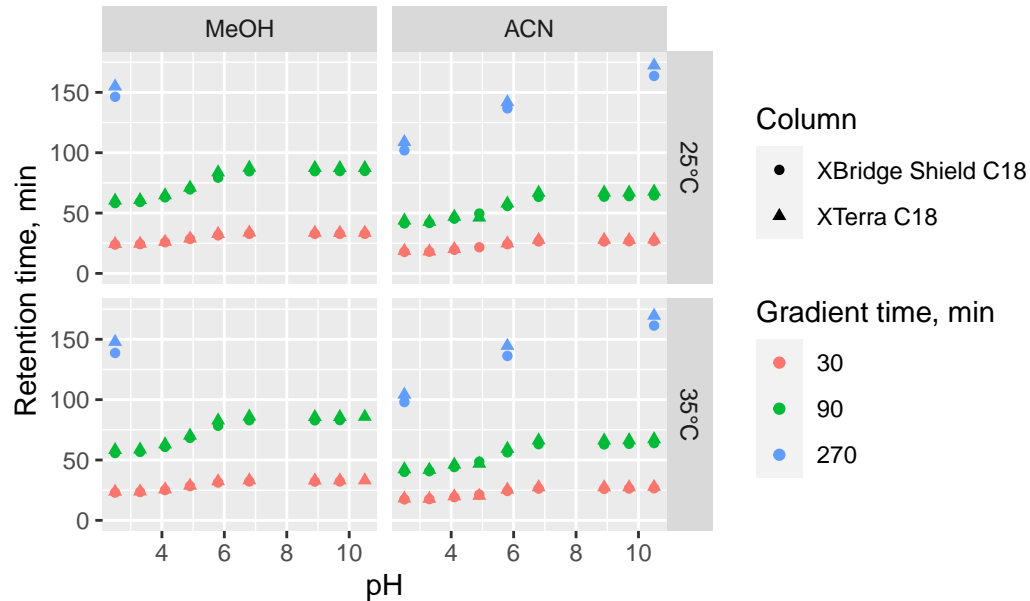 MeOH
ACN
150
100
50
0
25°C
150
100
50
0
35°C
4
6
8
10
4
6
8
10
pH
Retention time, min
Column
XBridge Shield C18
XTerra C18
Gradient time, min
30
90
270